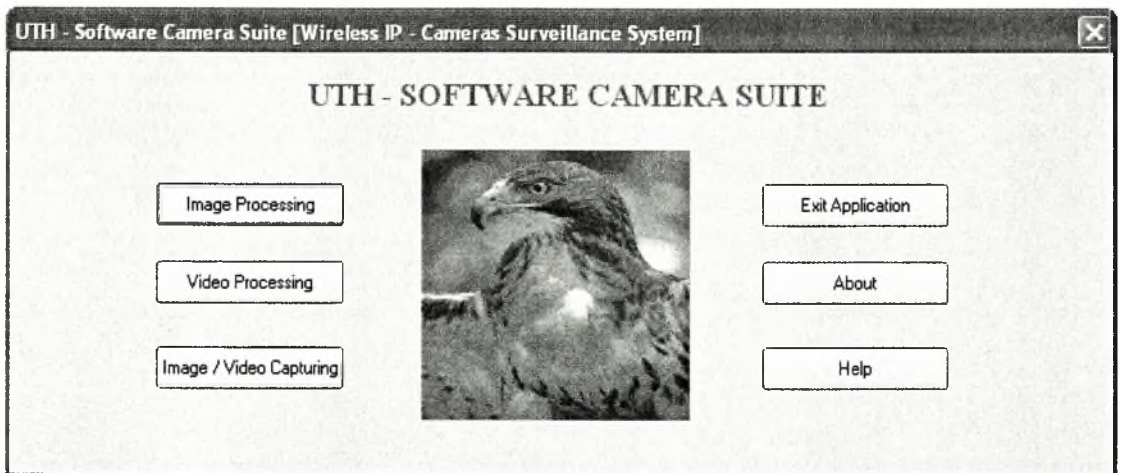 UTH - Software Camera Suite [Wireless IP - Cameras Surveillance System]
UTH - SOFTWARE CAMERA SUITE
Image Processing
Exit Application
Video Processing
About
Image / Video Capturing
Help